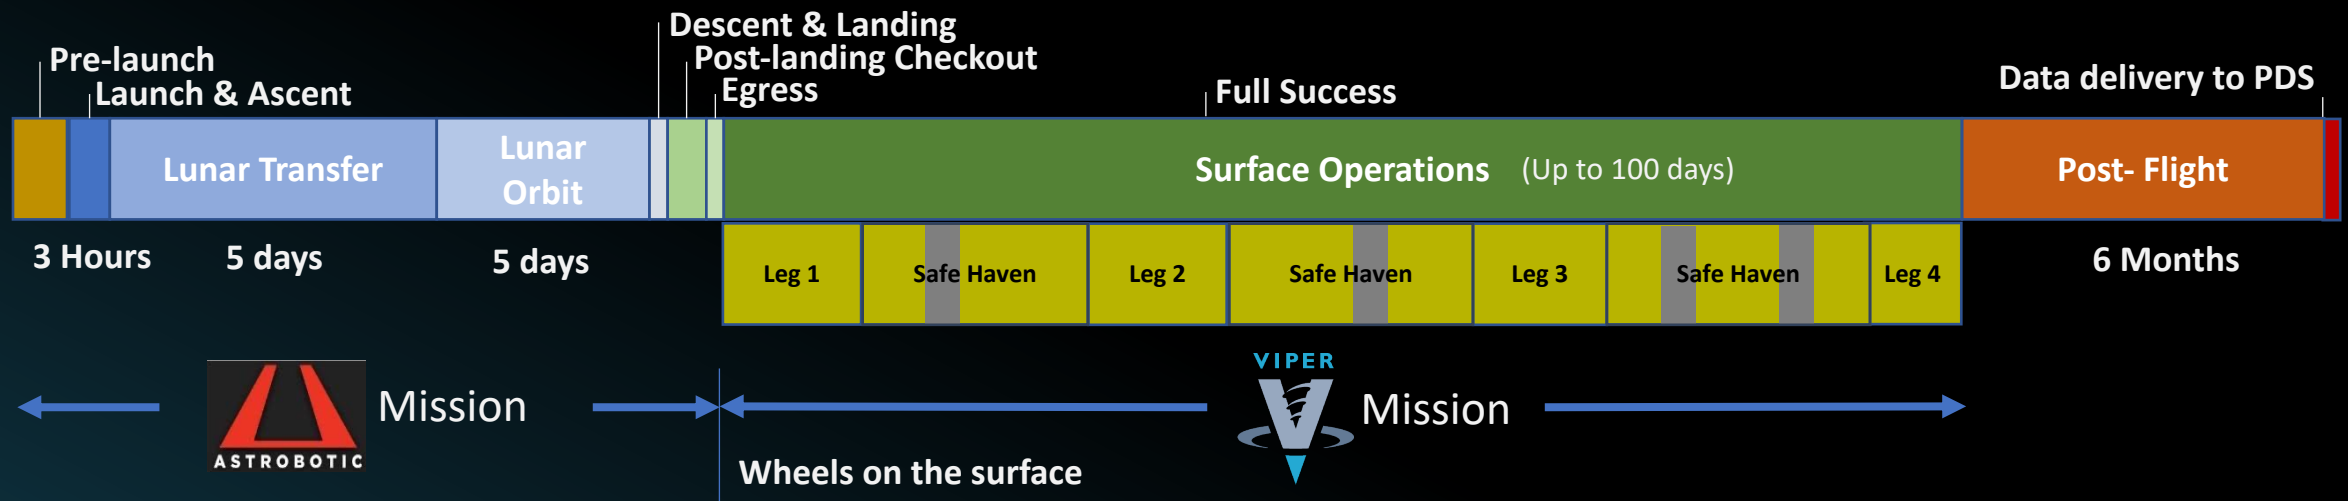 Descent & Landing
Pre-launch
Post-landing Checkout
Launch & Ascent
Egress
Full Success
Data delivery to PDS
Lunar Transfer
Lunar
Orbit
Surface Operations (Up to 100 days)
Post- Flight
3 Hours
5 days
5 days
6 Months
Leg 1
Safe Haven
Leg 2
Safe Haven
Leg 3
Safe Haven
Leg 4
ASTROBOTIC
Mission
VIPER
Mission
Wheels on the surface